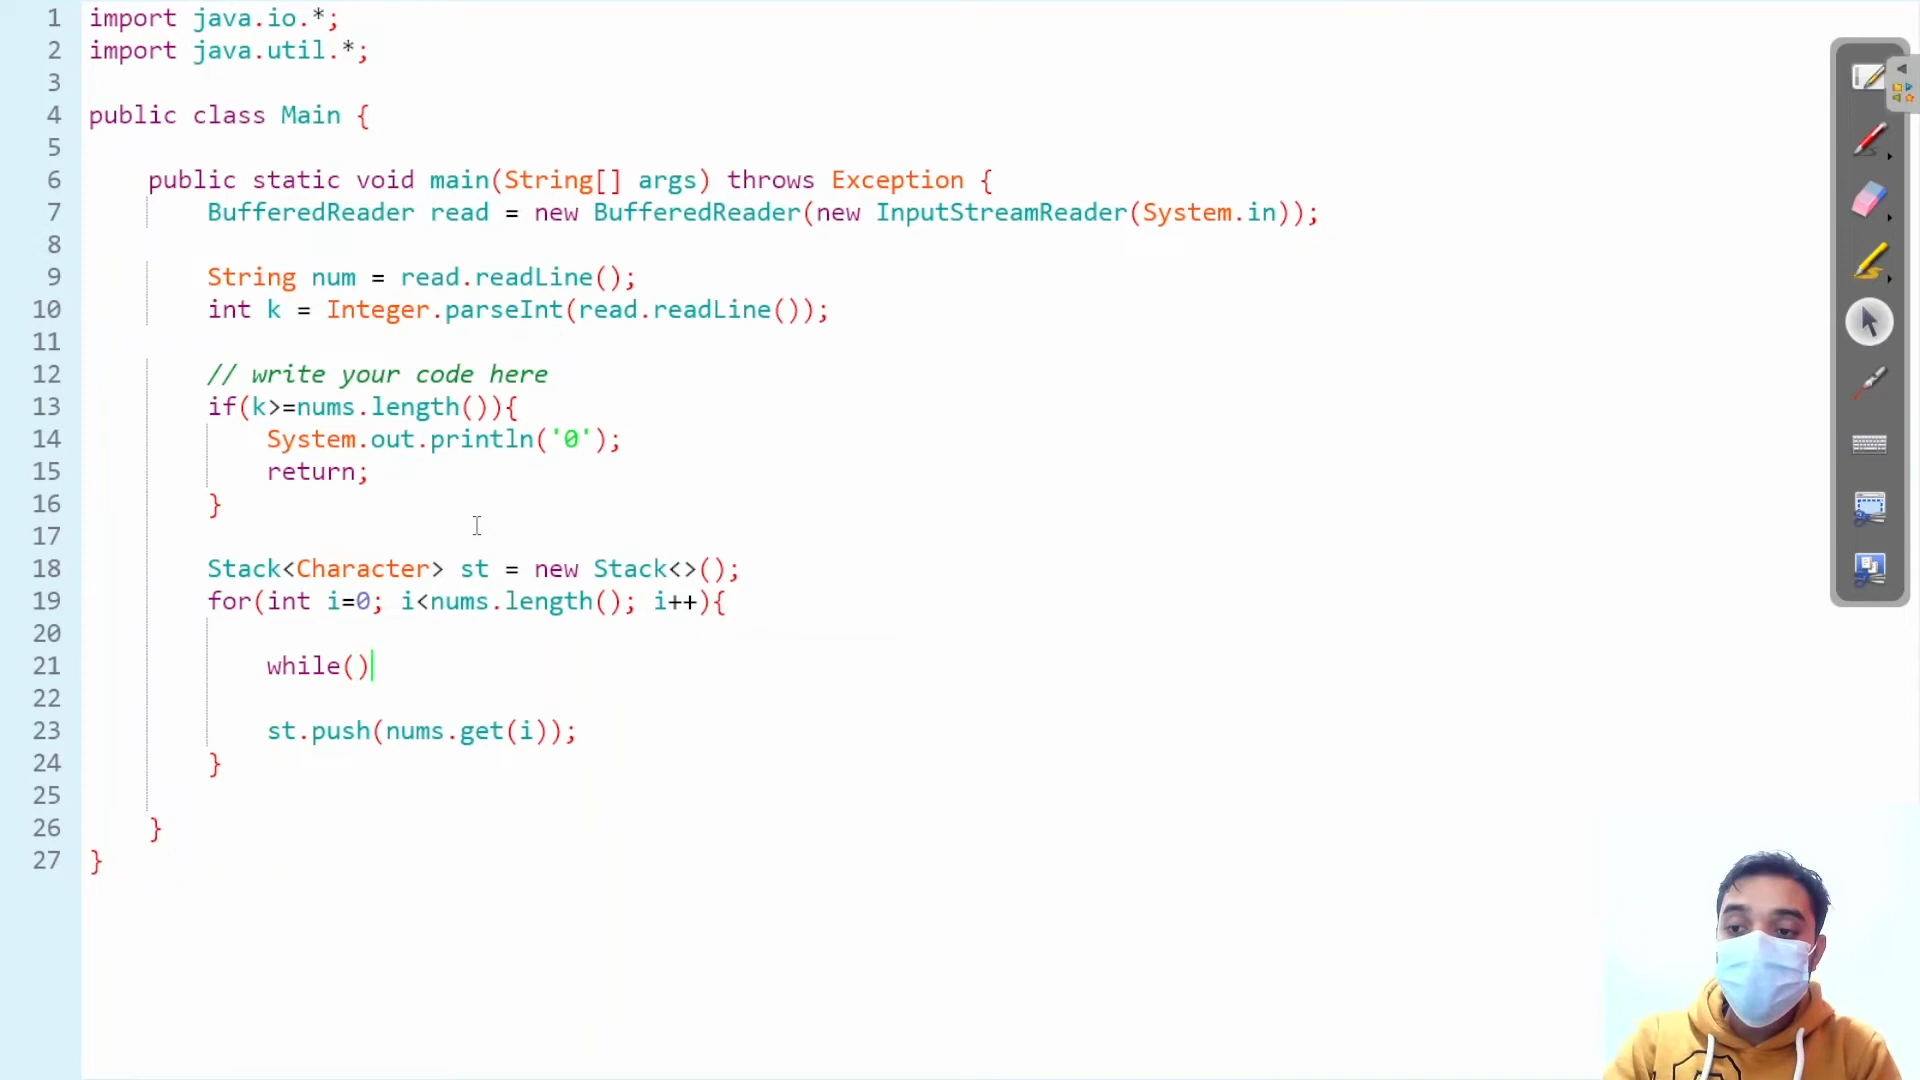 1 import java.io.*;
2 import java.util.*;
3
4 public class Main {
5
6 public static void main(String[] args) throws Exception {
7 BufferedReader read = new BufferedReader(new InputStreamReader(System.in));
8
9 String num = read.readLine();
10 int k = Integer.parseInt(read.readLine());
11
12 // write your code here
13 if(k>=nums.length()){
14 System.out.println('0');
15 return;
16 }
17
18 Stack<Character> st = new Stack<>();
19 for(int i=0; i<nums.length(); i++){
20
21 while()
22
23 st.push(nums.get(i));
24 }
25
26 }
27 }